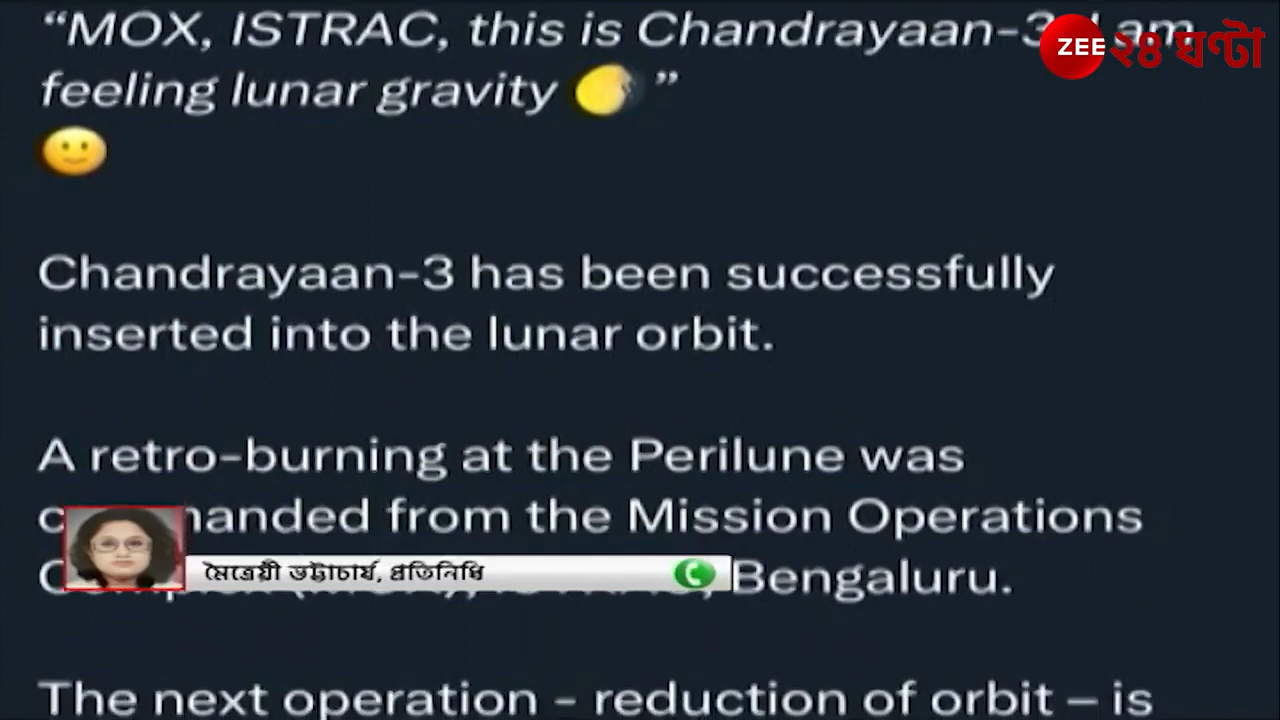 “MOX, ISTRAC, this is Chandrayaan-3. I am
feeling lunar gravity 🌖”
🙂
ZEE ২৪ ঘণ্টা
Chandrayaan-3 has been successfully
inserted into the lunar orbit.
A retro-burning at the Perilune was
commanded from the Mission Operations
Bengaluru.
মৈত্রেয়ী ভট্টাচার্য, প্রতিনিধি
The next operation – reduction of orbit – is